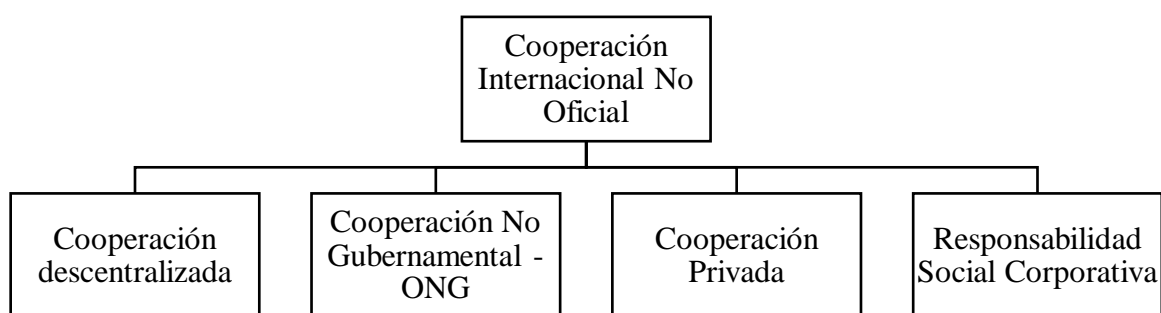 Cooperación
Internacional No
Oficial
Cooperación
descentralizada
Cooperación No
Gubernamental -
ONG
Cooperación
Privada
Responsabilidad
Social Corporativa